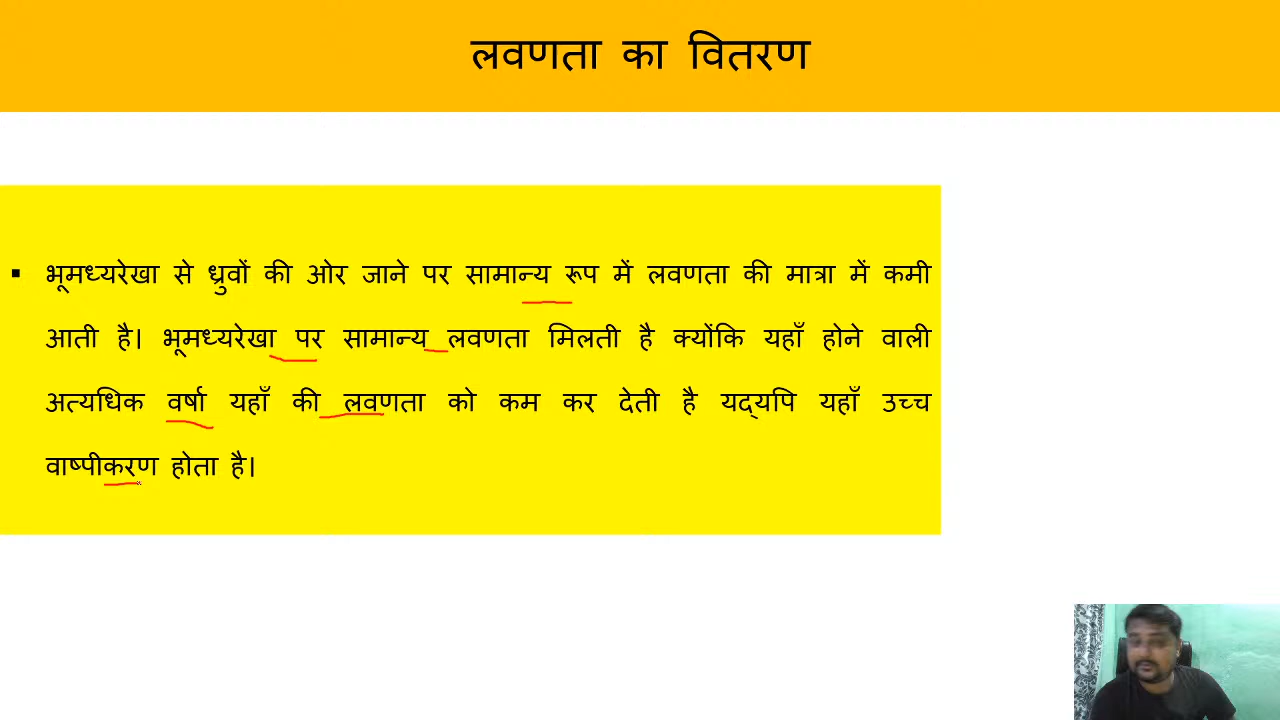 लवणता का वितरण
▪ भूमध्यरेखा से ध्रुवों की ओर जाने पर सामान्य रूप में लवणता की मात्रा में कमी
आती है। भूमध्यरेखा पर सामान्य लवणता मिलती है क्योंकि यहाँ होने वाली
अत्यधिक वर्षा यहाँ की लवणता को कम कर देती है यद्यपि यहाँ उच्च
वाष्पीकरण होता है।